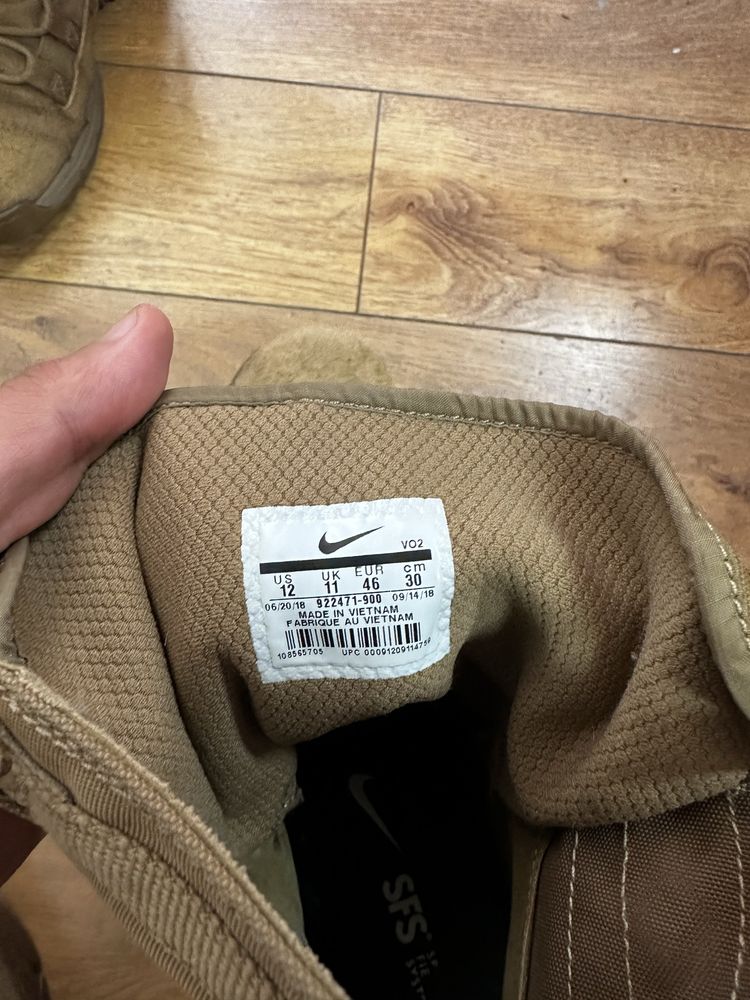 VO2
US UK EUR cm
12 11 46 30
06/20/18 922471-900 09/14/18
MADE IN VIETNAM
FABRIQUE AU VIETNAM
108565705 UPC 00091209114759
SFS